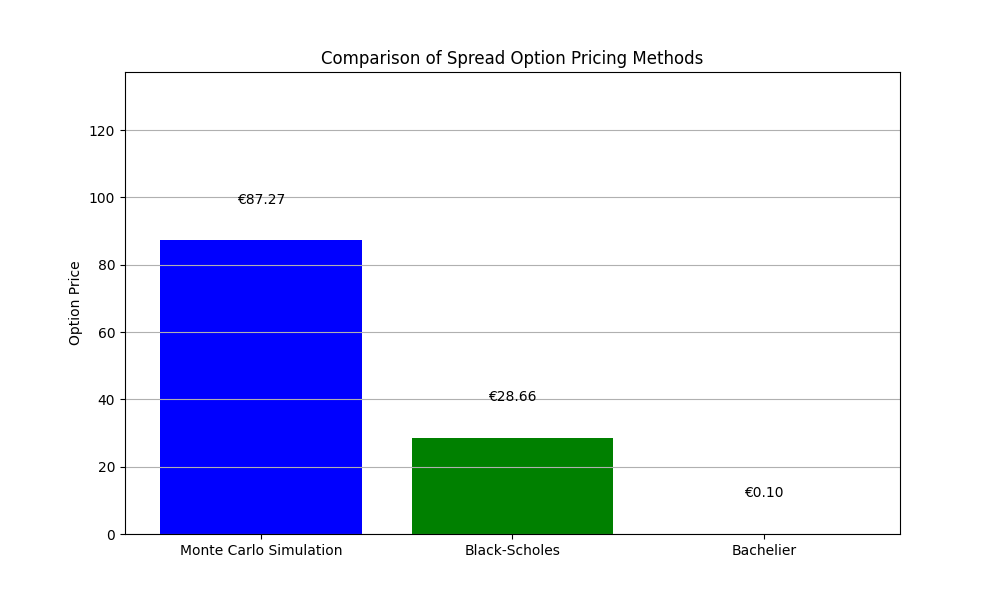 Comparison of Spread Option Pricing Methods
Option Price
120
100
80
60
40
20
0
€87.27
€28.66
€0.10
Monte Carlo Simulation
Black-Scholes
Bachelier